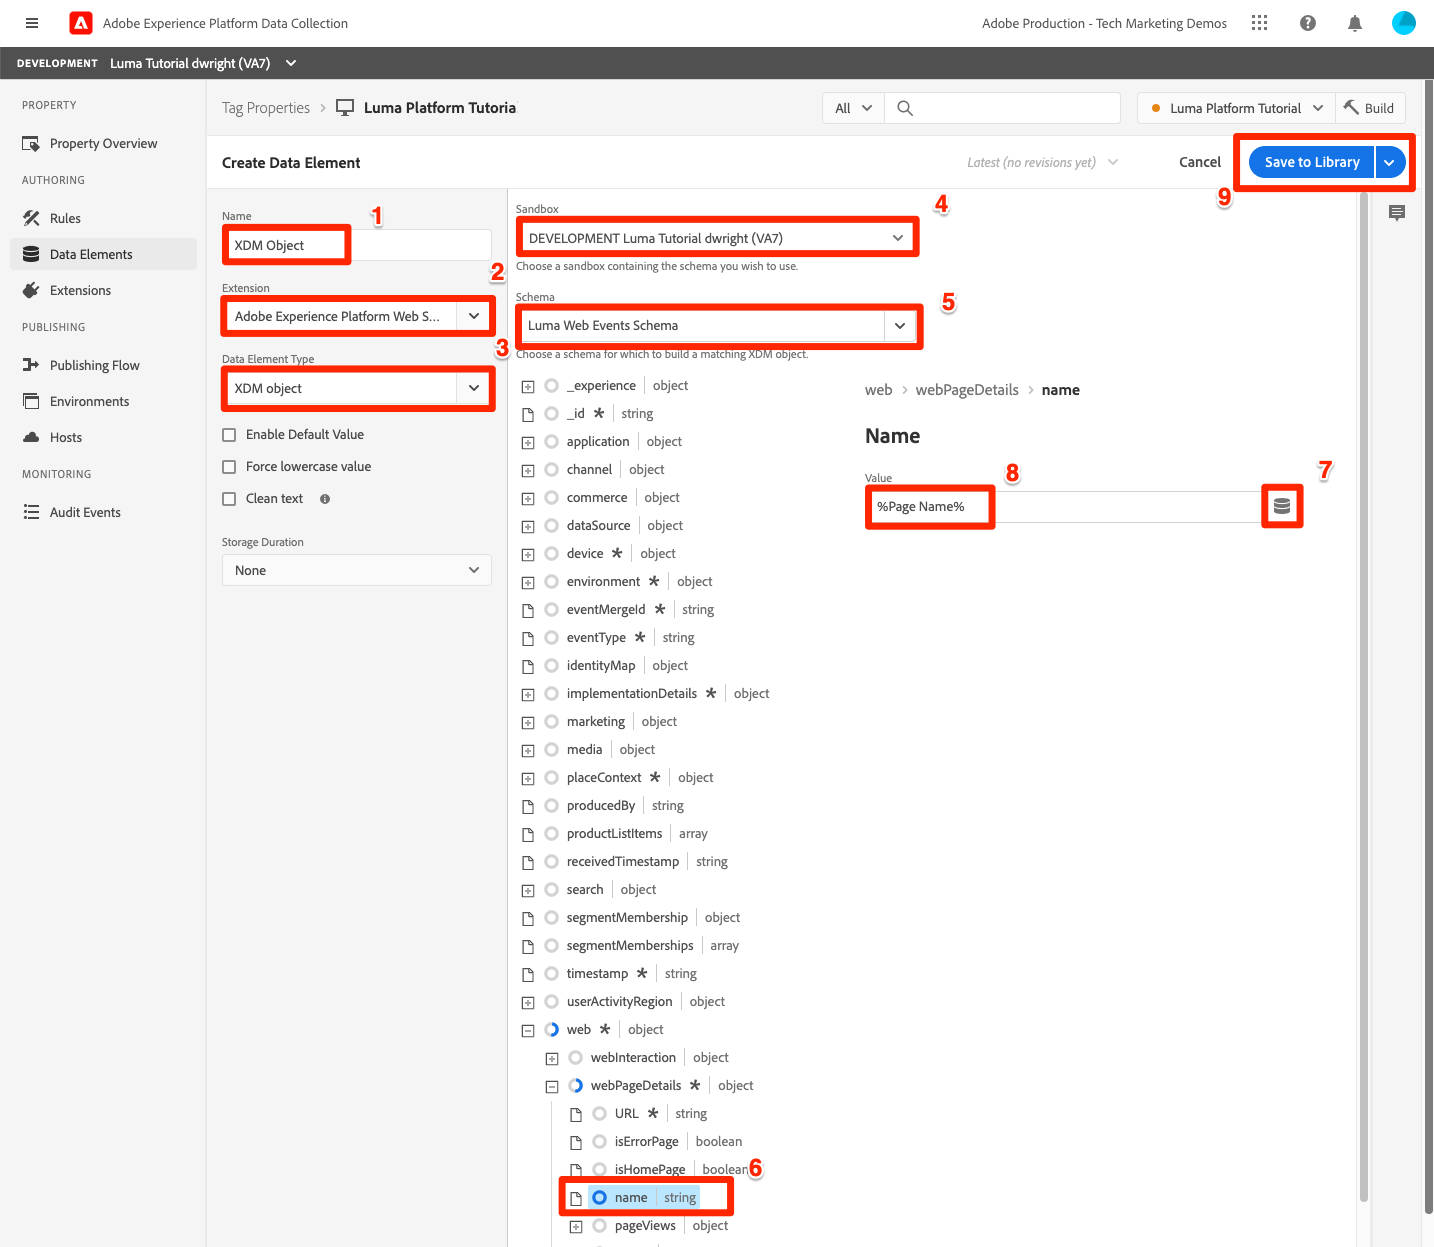 Adobe Experience Platform Data Collection
Adobe Production - Tech Marketing Demos
DEVELOPMENT Luma Tutorial dwright (VA7)
PROPERTY
Property Overview
AUTHORING
Rules
Data Elements
Extensions
PUBLISHING
Publishing Flow
Environments
Hosts
MONITORING
Audit Events
Tag Properties
Luma Platform Tutoria
All
Luma Platform Tutorial
Build
Create Data Element
Latest (no revisions yet)
Cancel
Save to Library
9
Name
1
XDM Object
2
Extension
Adobe Experience Platform Web S...
3
Data Element Type
XDM object
Enable Default Value
Force lowercase value
Clean text
Storage Duration
None
Sandbox
4
DEVELOPMENT Luma Tutorial dwright (VA7)
Choose a sandbox containing the schema you wish to use.
Schema
5
Luma Web Events Schema
Choose a schema for which to build a matching XDM object.
_experience object
_id * string
application object
channel object
commerce object
dataSource object
device * object
environment * object
eventMergeId * string
eventType * string
identityMap object
implementationDetails * object
marketing object
media object
placeContext * object
producedBy string
productListItems array
receivedTimestamp string
search object
segmentMembership object
segmentMemberships array
timestamp * string
userActivityRegion object
web * object
webInteraction object
webPageDetails * object
URL * string
isErrorPage boolean
isHomePage boolean
6
name string
pageViews object
web > webPageDetails > name
Name
Value
8
7
%Page Name%